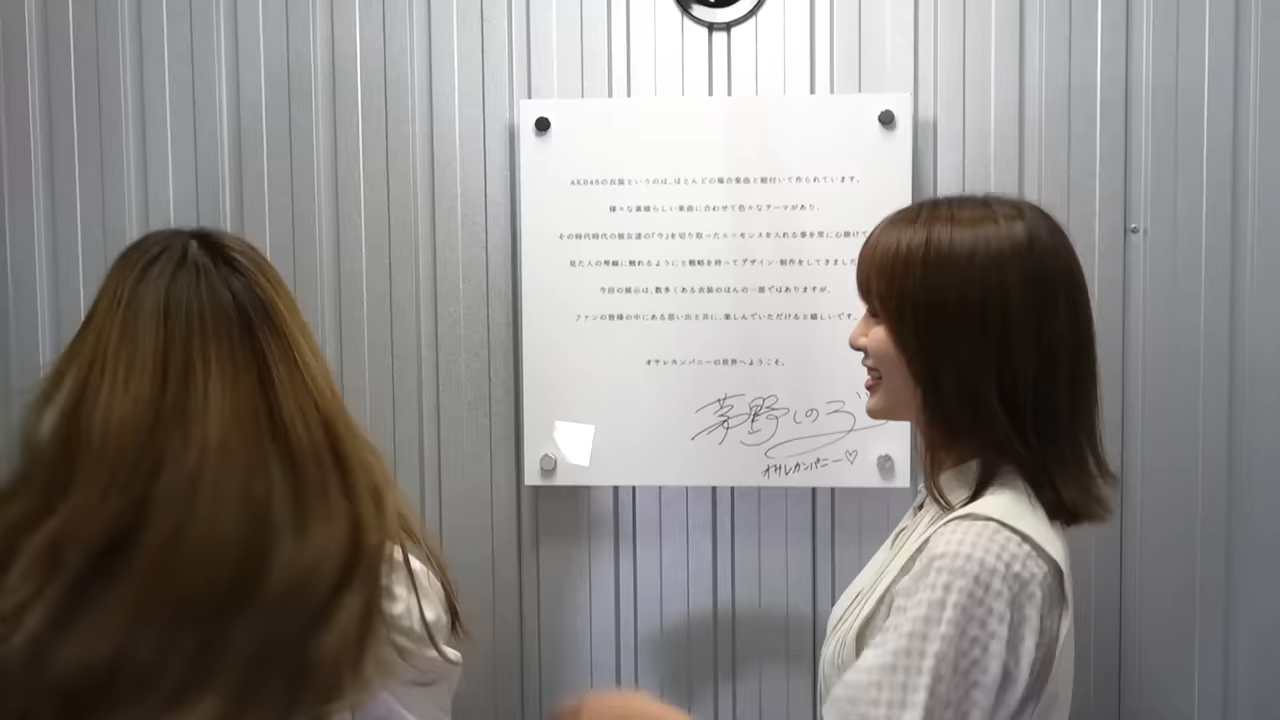 AKB48の衣装というのは、ほとんどの場合楽曲と紐付いて作られています。
様々な素晴らしい楽曲に合わせて色々なテーマがあり、
その時代時代の彼女達の『今』を切り取ったエッセンスを入れる事を常に心掛けて
見た人の琴線に触れるようにと戦略を持ってデザイン・制作をしてきました
今回の展示は、数多くある衣装のほんの一部ではありますが、
ファンの皆様の中にある思い出と共に、楽しんでいただけると嬉しいです。
オサレカンパニーの世界へようこそ。
茅野しのぶ
オサレカンパニー♡